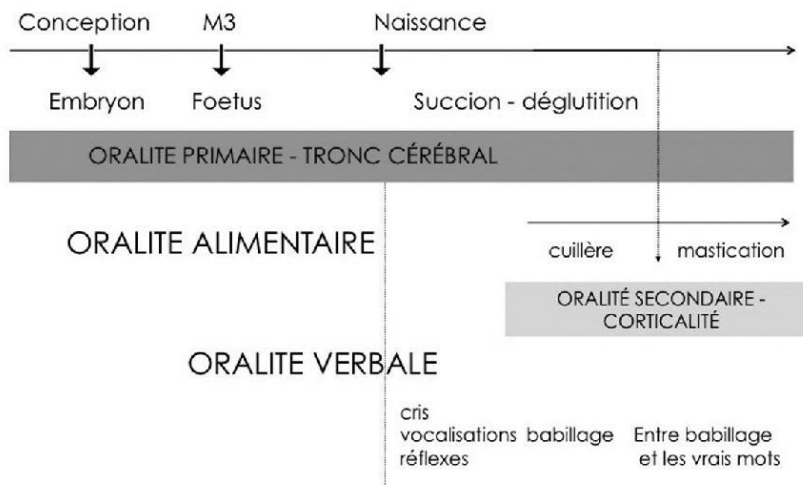 Conception M3 Naissance
Embryon Foetus Succion - déglutition
ORALITE PRIMAIRE - TRONC CÉRÉBRAL
ORALITE ALIMENTAIRE
cuillère mastication
ORALITÉ SECONDAIRE -
CORTICALITÉ
ORALITE VERBALE
cris
vocalisations babillage Entre babillage
réflexes et les vrais mots